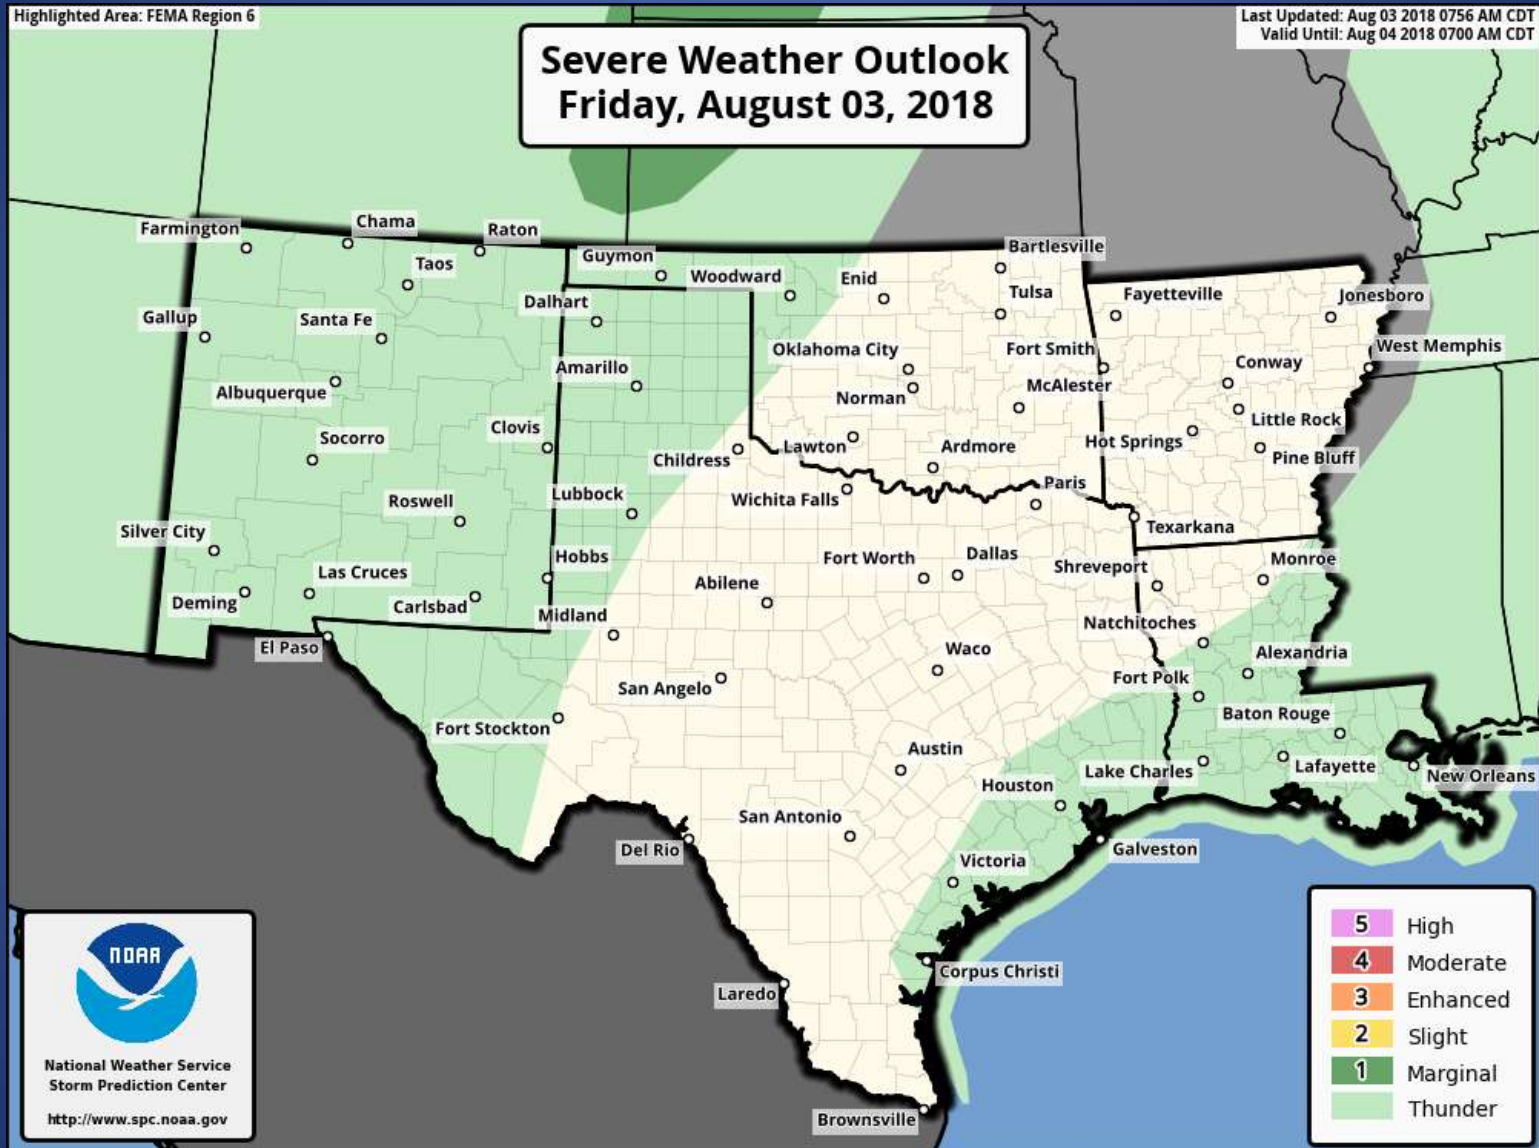 Highlighted Area: FEMA Region 6
Last Updated: Aug 03 2018 0756 AM CDT
Valid Until: Aug 04 2018 0700 AM CDT
Severe Weather Outlook
Friday, August 03, 2018
Farmington
Chama
Raton
Taos
Guymon
Woodward
Enid
Bartlesville
Tulsa
Fayetteville
Jonesboro
Gallup
Santa Fe
Dalhart
Oklahoma City
Fort Smith
West Memphis
Albuquerque
Amarillo
Norman
McAlester
Conway
Little Rock
Socorro
Clovis
Childress
Lawton
Ardmore
Hot Springs
Pine Bluff
Roswell
Lubbock
Wichita Falls
Paris
Texarkana
Silver City
Las Cruces
Hobbs
Abilene
Fort Worth
Dallas
Shreveport
Monroe
Deming
Carlsbad
Midland
Natchitoches
El Paso
San Angelo
Waco
Alexandria
Fort Polk
Fort Stockton
Austin
Baton Rouge
Houston
Lake Charles
Lafayette
New Orleans
San Antonio
Del Rio
Victoria
Galveston
Laredo
Corpus Christi
Brownsville
NOAA
National Weather Service
Storm Prediction Center
http://www.spc.noaa.gov
5 High
4 Moderate
3 Enhanced
2 Slight
1 Marginal
Thunder